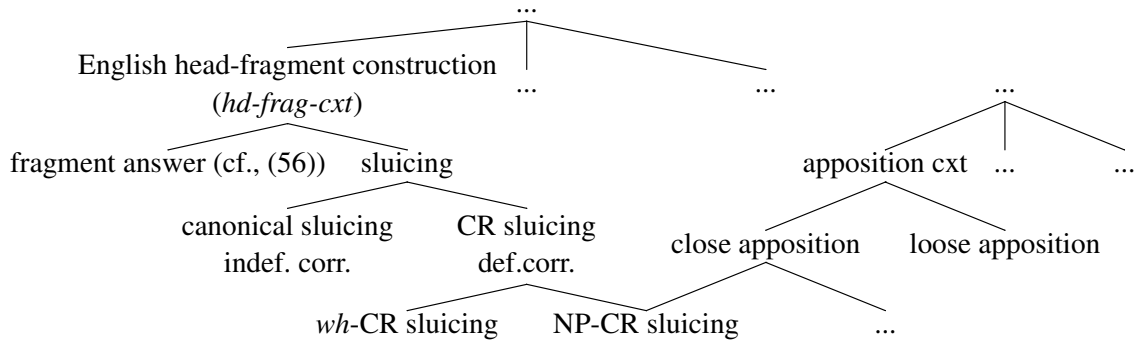 ...
English head-fragment construction
(hd-frag-cxt)
...
...
...
fragment answer (cf., (56))
sluicing
apposition cxt
...
...
canonical sluicing
indef. corr.
CR sluicing
def.corr.
close apposition
loose apposition
wh-CR sluicing
NP-CR sluicing
...